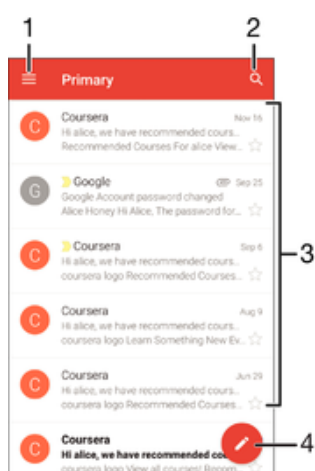 1
2
Primary
C
Coursera
Nov 16
Hi alice, we have recommended cours...
Recommended Courses For alice View...
G
Google
Sep 25
Google Account password changed
Alice Honey Hi Alice, The password for...
C
Coursera
Sep 6
Hi alice, we have recommended cours...
coursera logo Recommended Courses...
3
C
Coursera
Aug 9
Hi alice, we have recommended cours...
coursera logo Learn Something New Ev...
C
Coursera
Jun 29
Hi alice, we have recommended cours...
coursera logo Recommended Courses...
C
Coursera
Hi alice, we have recommended co
4
coursera logo View all courses! Recom